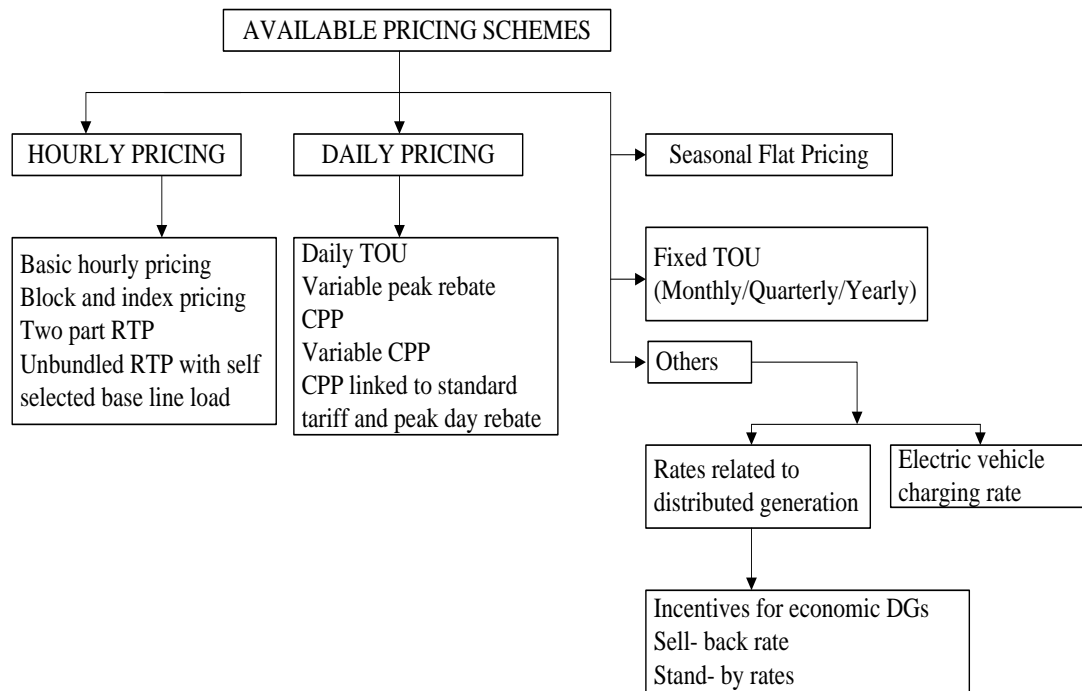 AVAILABLE PRICING SCHEMES
HOURLY PRICING
DAILY PRICING
Seasonal Flat Pricing
Basic hourly pricing
Block and index pricing
Two part RTP
Unbundled RTP with self
selected base line load
Daily TOU
Variable peak rebate
CPP
Variable CPP
CPP linked to standard
tariff and peak day rebate
Fixed TOU
(Monthly/Quarterly/Yearly)
Others
Rates related to
distributed generation
Electric vehicle
charging rate
Incentives for economic DGs
Sell- back rate
Stand- by rates